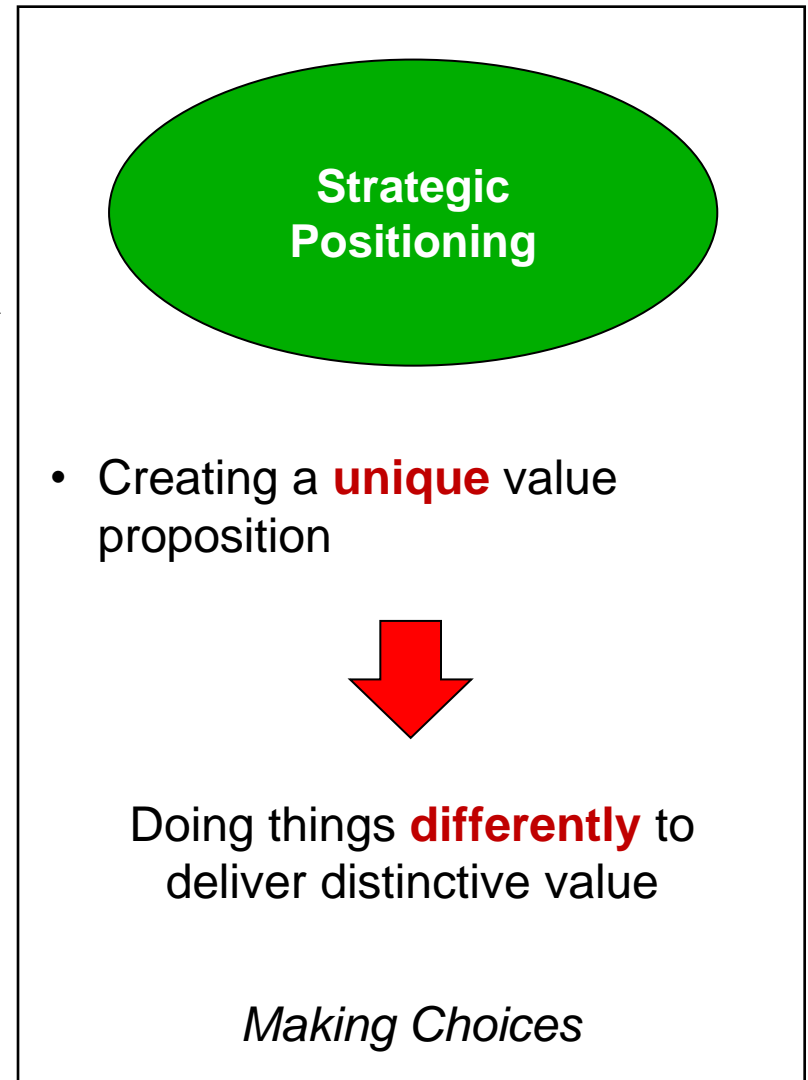 Strategic
Positioning
• Creating a unique value
proposition
Doing things differently to
deliver distinctive value
Making Choices